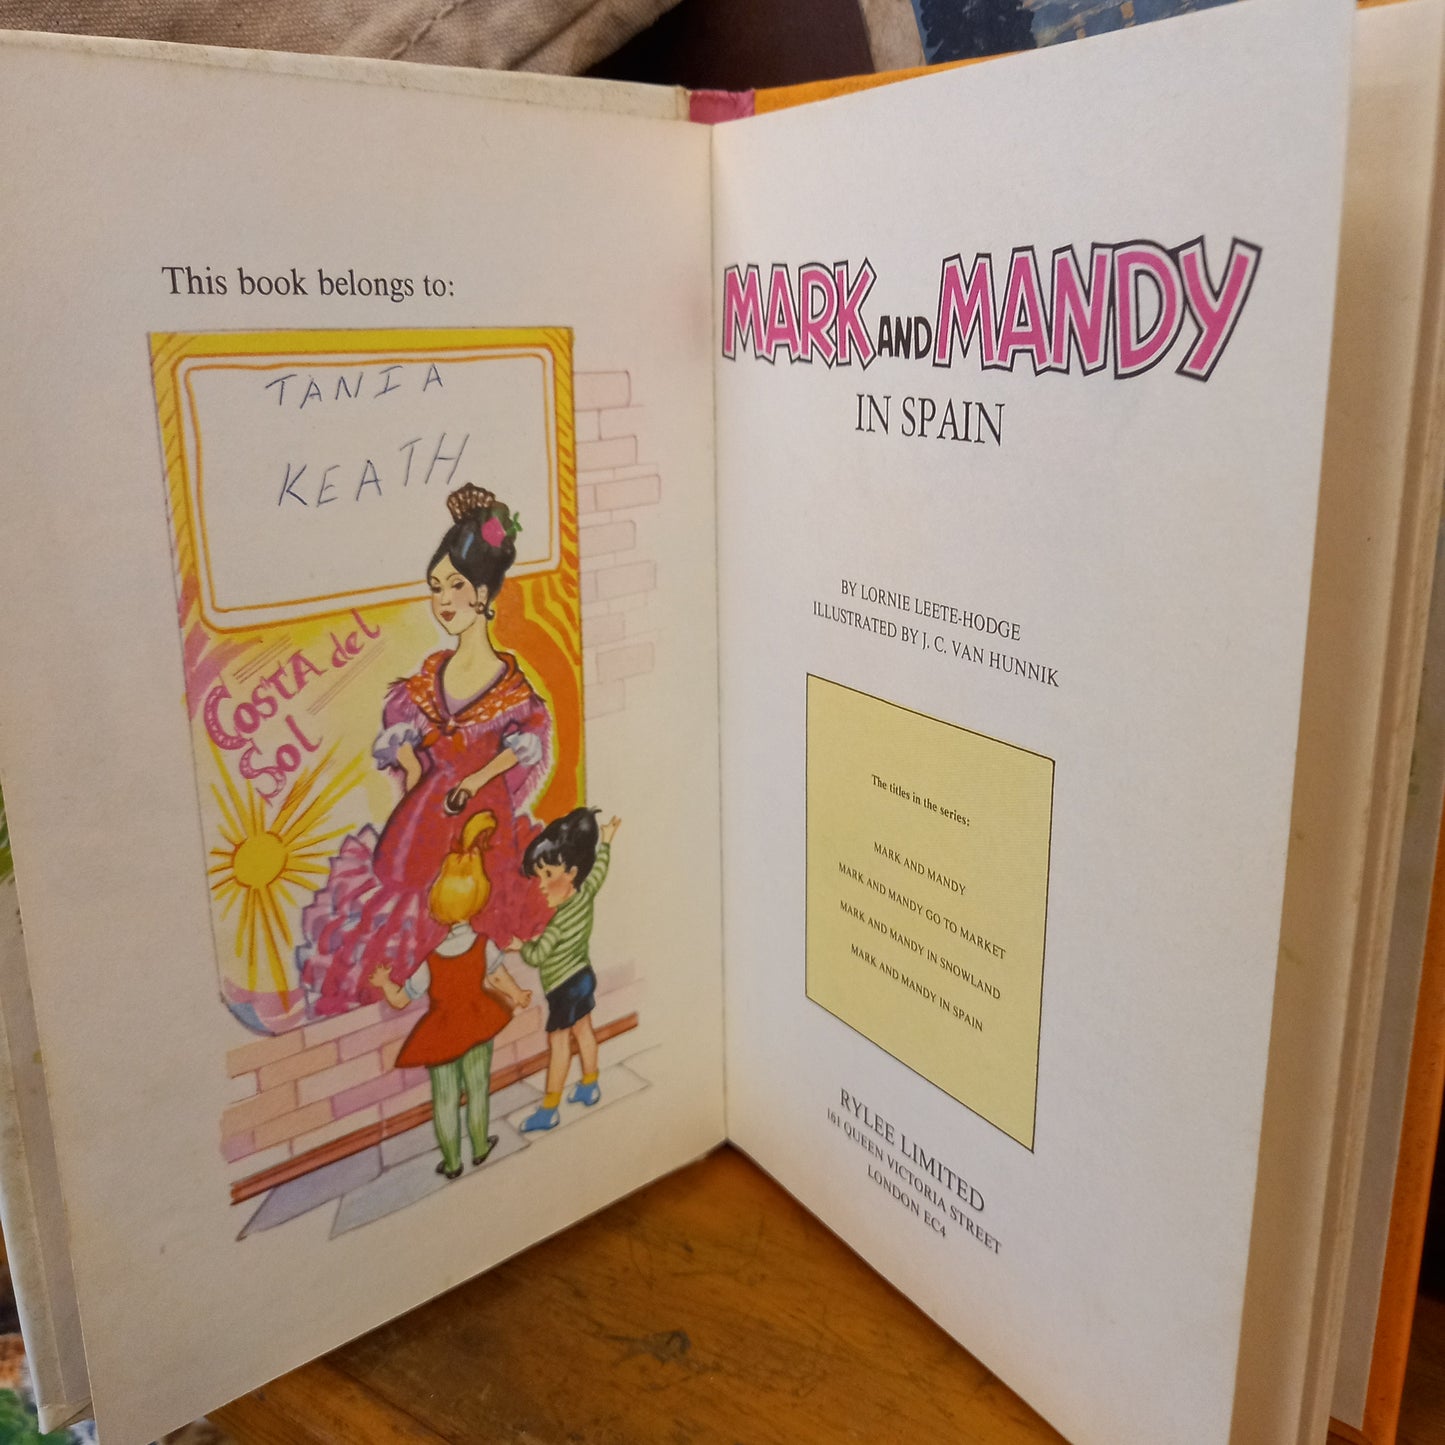 This book belongs to:
TANIA
KEATH
COSTA del
Sol
MARK AND MANDY
IN SPAIN
BY LORNIE LEETE-HODGE
ILLUSTRATED BY J. C. VAN HUNNIK
The titles in the series:
MARK AND MANDY
MARK AND MANDY GO TO MARKET
MARK AND MANDY IN SNOWLAND
MARK AND MANDY IN SPAIN
RYLEE LIMITED
161 QUEEN VICTORIA STREET
LONDON EC4